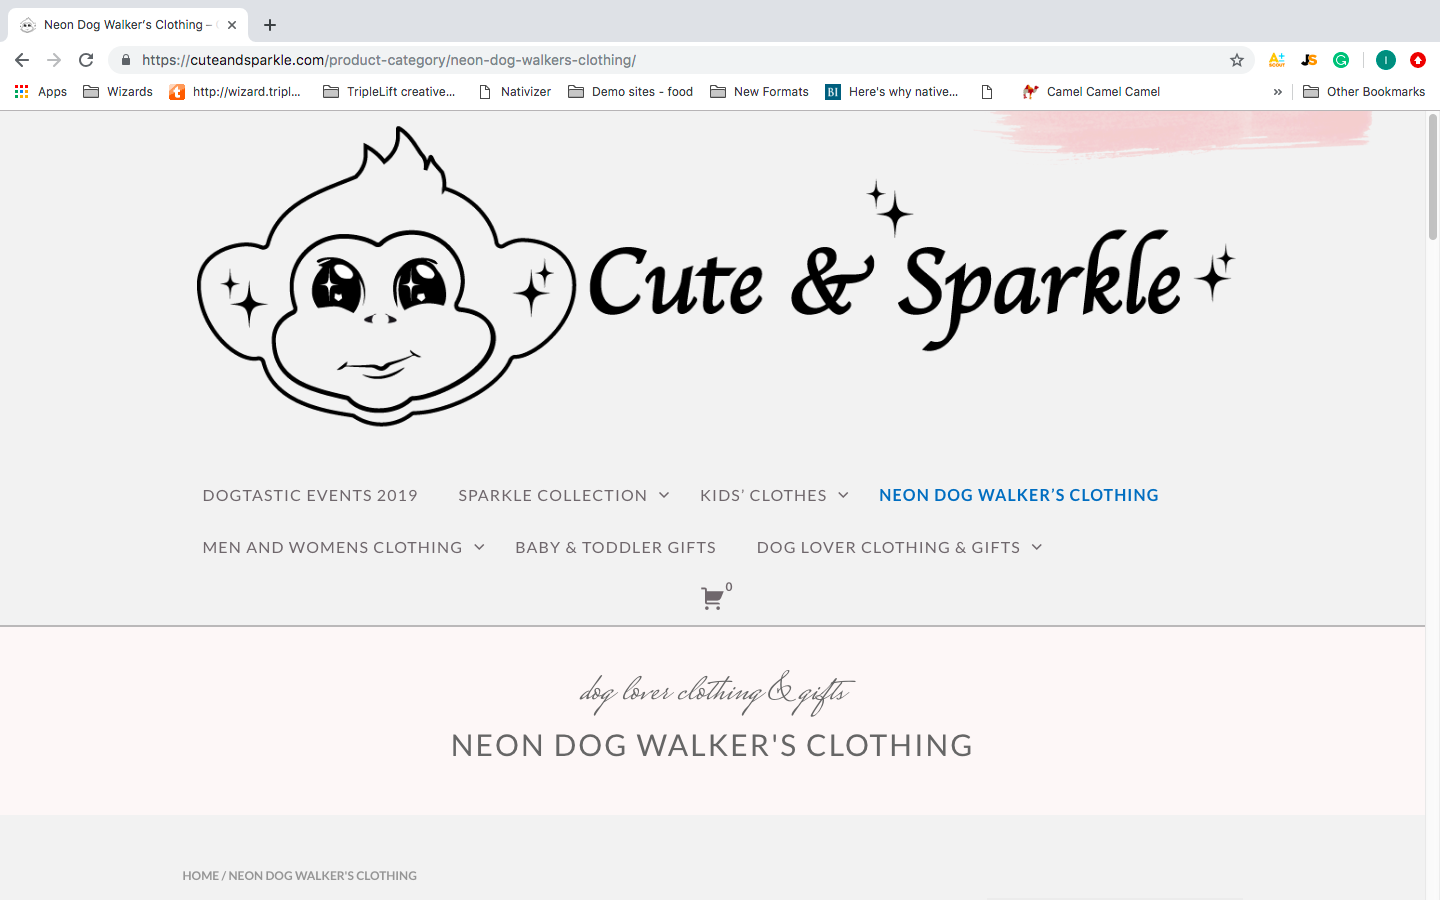 Neon Dog Walker's Clothing –
https://cuteandsparkle.com/product-category/neon-dog-walkers-clothing/
Apps Wizards http://wizard.tripl... TripleLift creative... Nativizer Demo sites - food New Formats BI Here's why native... Camel Camel Camel » Other Bookmarks
Cute & Sparkle
DOGTASTIC EVENTS 2019 SPARKLE COLLECTION KIDS' CLOTHES NEON DOG WALKER'S CLOTHING
MEN AND WOMENS CLOTHING BABY & TODDLER GIFTS DOG LOVER CLOTHING & GIFTS
0
dog lover clothing & gifts
NEON DOG WALKER'S CLOTHING
HOME / NEON DOG WALKER'S CLOTHING